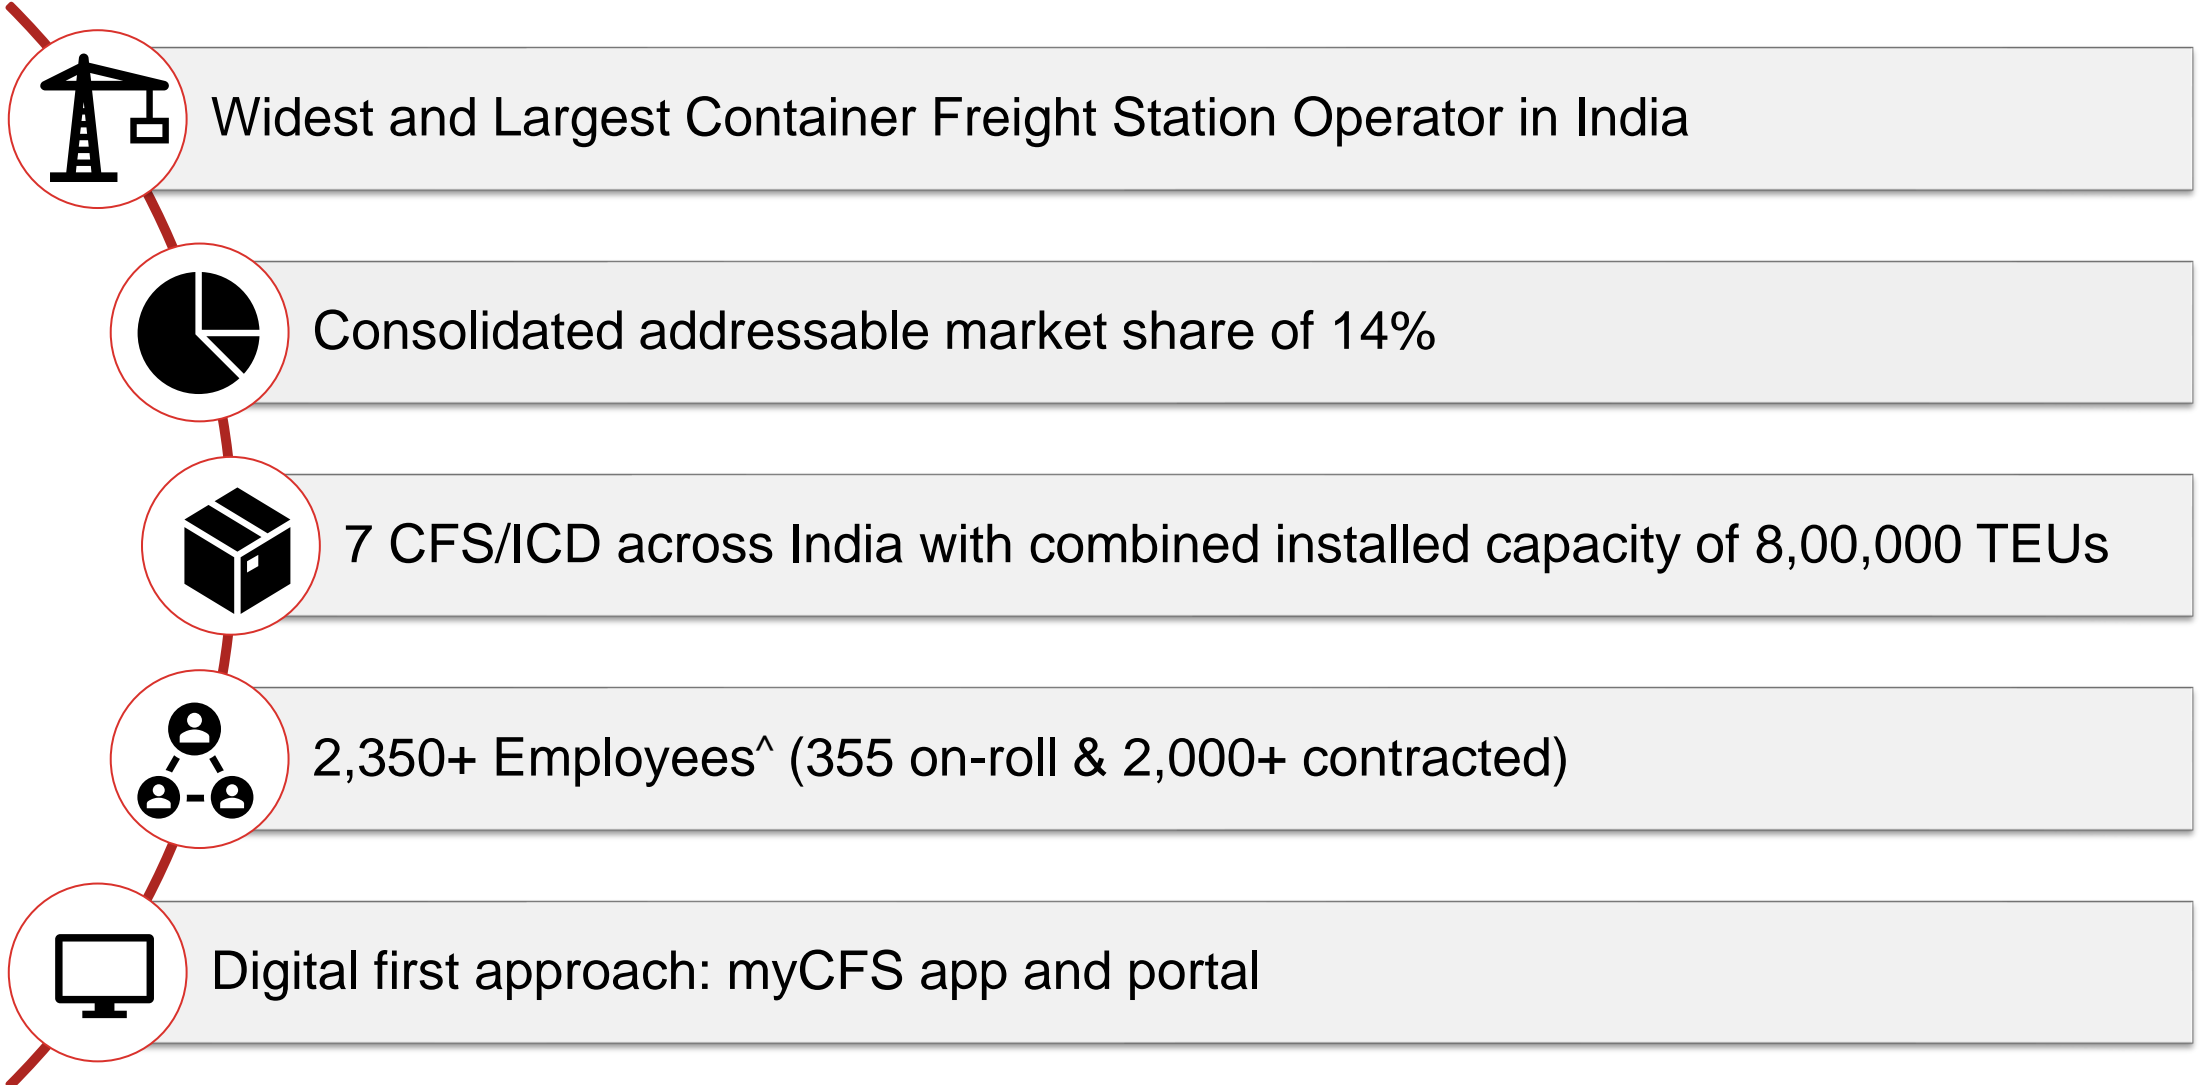 Widest and Largest Container Freight Station Operator in India
Consolidated addressable market share of 14%
7 CFS/ICD across India with combined installed capacity of 8,00,000 TEUs
2,350+ Employees^ (355 on-roll & 2,000+ contracted)
Digital first approach: myCFS app and portal